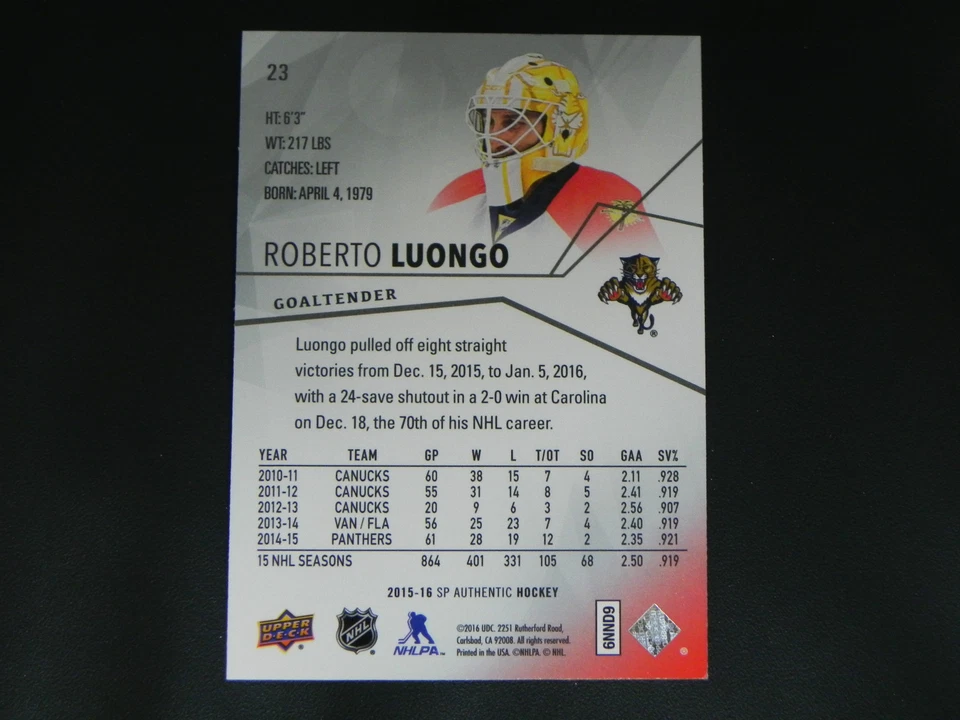 23
HT: 6'3"
WT: 217 LBS
CATCHES: LEFT
BORN: APRIL 4, 1979
ROBERTO LUONGO
GOALTENDER
®
Luongo pulled off eight straight
victories from Dec. 15, 2015, to Jan. 5, 2016,
with a 24-save shutout in a 2-0 win at Carolina
on Dec. 18, the 70th of his NHL career.
YEAR TEAM GP W L T/OT SO GAA SV%
2010-11 CANUCKS 60 38 15 7 4 2.11 .928
2011-12 CANUCKS 55 31 14 8 5 2.41 .919
2012-13 CANUCKS 20 9 6 3 2 2.56 .907
2013-14 VAN / FLA 56 25 23 7 4 2.40 .919
2014-15 PANTHERS 61 28 19 12 2 2.35 .921
15 NHL SEASONS 864 401 331 105 68 2.50 .919
2015-16 SP AUTHENTIC HOCKEY
UPPER
DECK ®
NHL ®
NHLPA™
©2016 UDC. 2251 Rutherford Road,
Carlsbad, CA 92008. All rights reserved.
Printed in the USA. ©NHLPA. © NHL.
6NND9
®